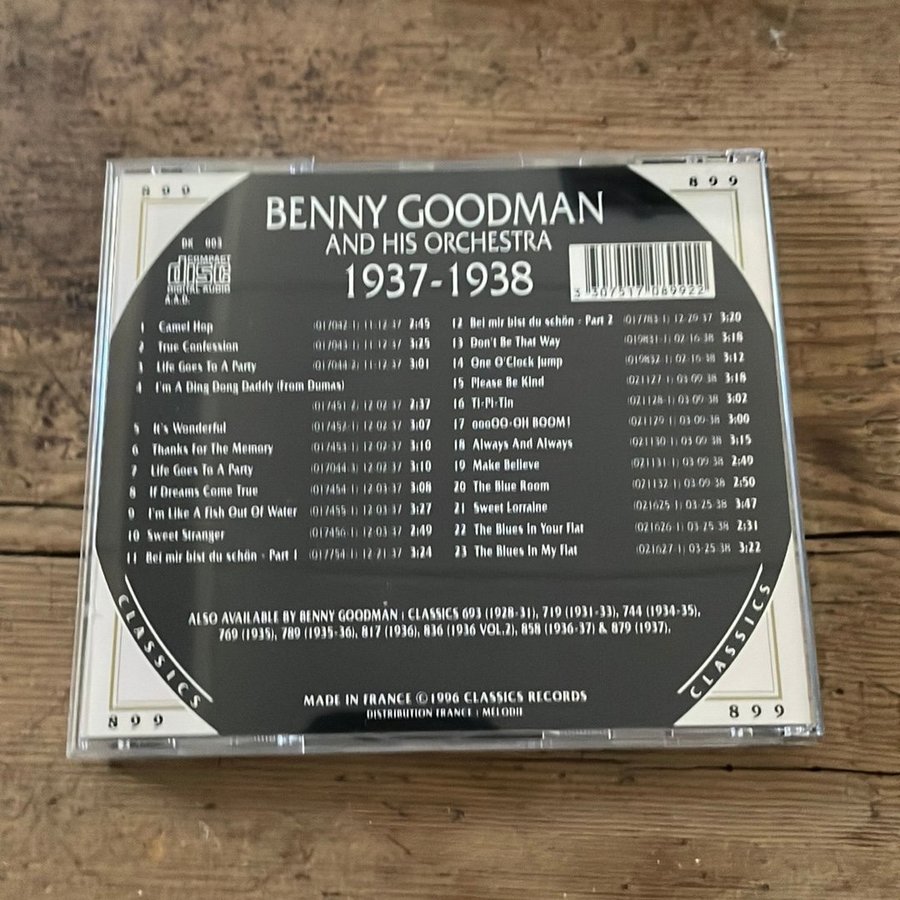 899
899
BENNY GOODMAN
AND HIS ORCHESTRA
1937-1938
DK 003
COMPACT
disc
DIGITAL AUDIO
A.A.D.
3 307517 089922
1 Camel Hop (017042-1) 11-12-37 2:45
2 True Confession (017043-1) 11-12-37 3:25
3 Life Goes To A Party (017044-2) 11-12-37 3:01
4 I'm A Ding Dong Daddy (From Dumas)
(017451-2) 12-02-37 2:37
5 It's Wonderful (017452-1) 12-02-37 3:07
6 Thanks For The Memory (017453-1) 12-02-37 3:10
7 Life Goes To A Party (017044-3) 12-02-37 3:10
8 If Dreams Come True (017454-1) 12-03-37 3:08
9 I'm Like A Fish Out Of Water (017455-1) 12-03-37 3:27
10 Sweet Stranger (017456-1) 12-03-37 2:49
11 Bei mir bist du schön - Part 1 (017754-1) 12-21-37 3:24
12 Bei mir bist du schön - Part 2 (017783-1) 12-29-37 3:20
13 Don't Be That Way (019831-1) 02-16-38 3:18
14 One O'Clock Jump (019832-1) 02-16-38 3:12
15 Please Be Kind (021127-1) 03-09-38 3:18
16 Ti-Pi-Tin (021128-1) 03-09-38 3:02
17 oooOO-OH BOOM! (021129-1) 03-09-38 3:00
18 Always And Always (021130-1) 03-09-38 3:15
19 Make Believe (021131-1) 03-09-38 2:49
20 The Blue Room (021132-1) 03-09-38 2:50
21 Sweet Lorraine (021625-1) 03-25-38 3:47
22 The Blues In Your Flat (021626-1) 03-25-38 2:31
23 The Blues In My Flat (021627-1) 03-25-38 3:22
ALSO AVAILABLE BY BENNY GOODMAN : CLASSICS 693 (1928-31), 719 (1931-33), 744 (1934-35),
769 (1935), 789 (1935-36), 817 (1936), 836 (1936 VOL.2), 858 (1936-37) & 879 (1937).
CLASSICS
CLASSICS
MADE IN FRANCE ©1996 CLASSICS RECORDS
DISTRIBUTION FRANCE : MELODIE
899
899